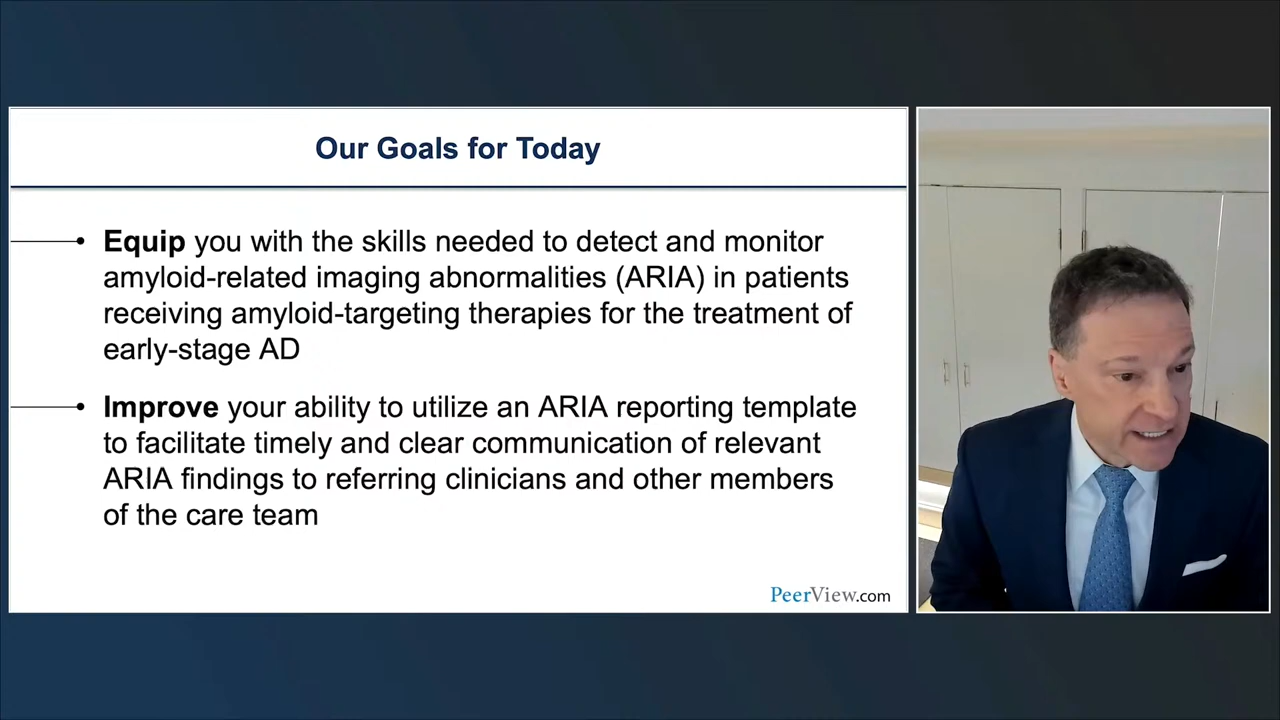 Our Goals for Today
Equip you with the skills needed to detect and monitor
amyloid-related imaging abnormalities (ARIA) in patients
receiving amyloid-targeting therapies for the treatment of
early-stage AD
Improve your ability to utilize an ARIA reporting template
to facilitate timely and clear communication of relevant
ARIA findings to referring clinicians and other members
of the care team
PeerView.com